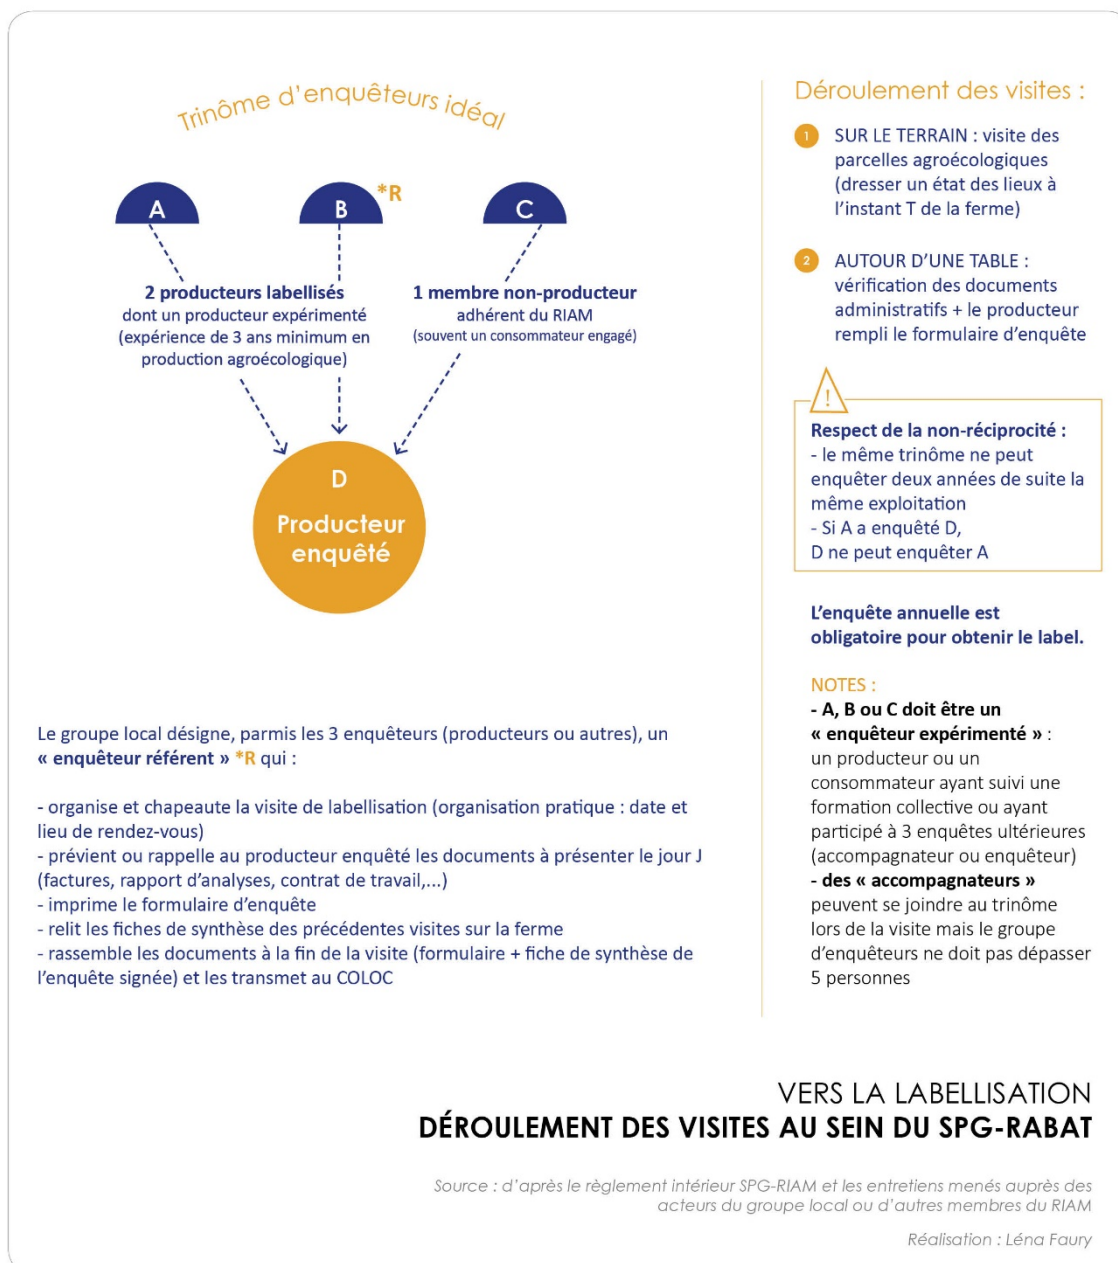 Trinôme d’enquêteurs idéal
A
B
*R
C
2 producteurs labellisés
dont un producteur expérimenté
(expérience de 3 ans minimum en
production agroécologique)
1 membre non-producteur
adhérent du RIAM
(souvent un consommateur engagé)
D
Producteur
enquêté
Le groupe local désigne, parmis les 3 enquêteurs (producteurs ou autres), un
« enquêteur référent » *R qui :
- organise et chapeaute la visite de labellisation (organisation pratique : date et
lieu de rendez-vous)
- prévient ou rappelle au producteur enquêté les documents à présenter le jour J
(factures, rapport d’analyses, contrat de travail,...)
- imprime le formulaire d’enquête
- relit les fiches de synthèse des précédentes visites sur la ferme
- rassemble les documents à la fin de la visite (formulaire + fiche de synthèse de
l’enquête signée) et les transmet au COLOC
Déroulement des visites :
1 SUR LE TERRAIN : visite des
parcelles agroécologiques
(dresser un état des lieux à
l’instant T de la ferme)
2 AUTOUR D’UNE TABLE :
vérification des documents
administratifs + le producteur
rempli le formulaire d’enquête
!
Respect de la non-réciprocité :
- le même trinôme ne peut
enquêter deux années de suite la
même exploitation
- Si A a enquêté D,
D ne peut enquêter A
L’enquête annuelle est
obligatoire pour obtenir le label.
NOTES :
- A, B ou C doit être un
« enquêteur expérimenté » :
un producteur ou un
consommateur ayant suivi une
formation collective ou ayant
participé à 3 enquêtes ultérieures
(accompagnateur ou enquêteur)
- des « accompagnateurs »
peuvent se joindre au trinôme
lors de la visite mais le groupe
d’enquêteurs ne doit pas dépasser
5 personnes
VERS LA LABELLISATION
DÉROULEMENT DES VISITES AU SEIN DU SPG-RABAT
Source : d’après le règlement intérieur SPG-RIAM et les entretiens menés auprès des
acteurs du groupe local ou d’autres membres du RIAM
Réalisation : Léna Faury